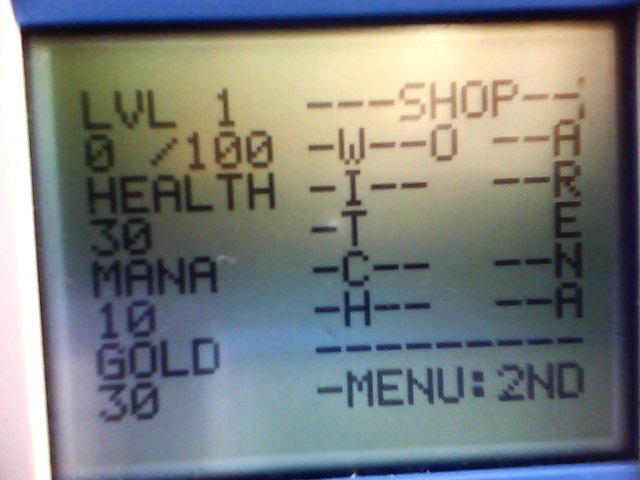 LVL 1 ---SHOP--;
0 /100 -W--O --A
HEALTH -I-- --R
30 -T E
MANA -C-- --N
10 -H-- --A
GOLD ---------
30 -MENU:2ND